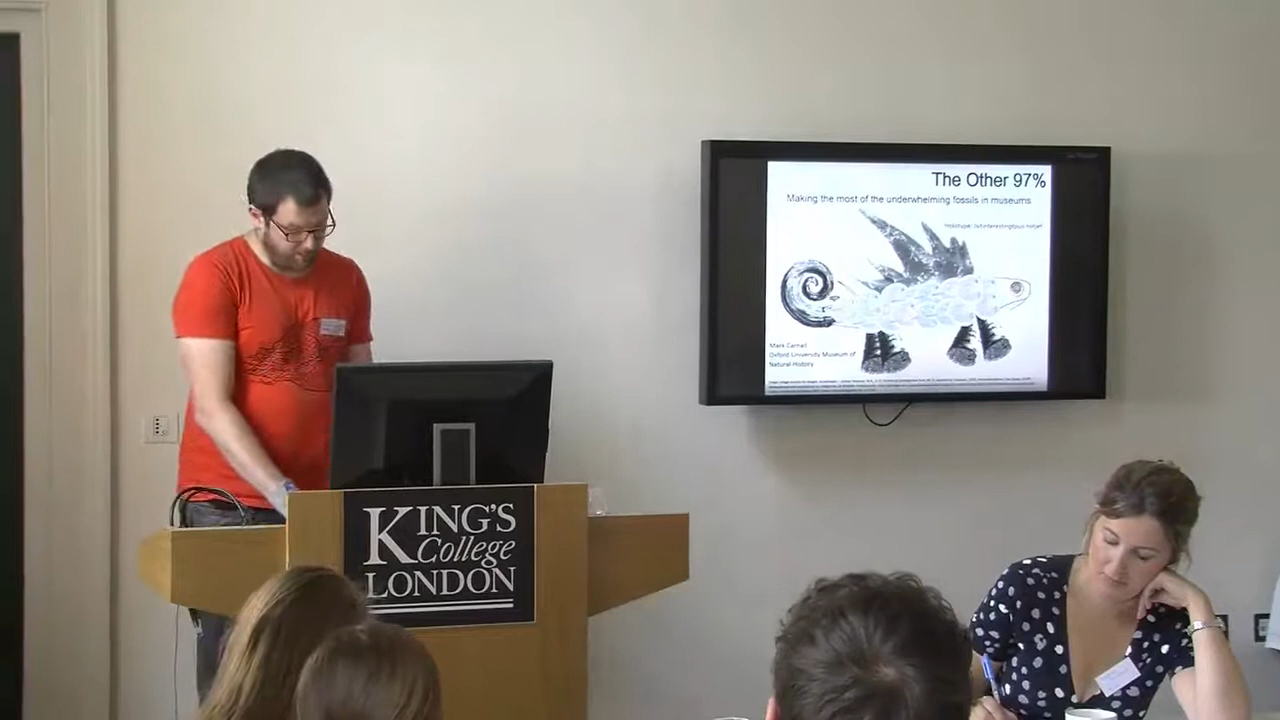 The Other 97%
Making the most of the underwhelming fossils in museums
Mark Carnall
Oxford University Museum of
Natural History
KING'S
College
LONDON